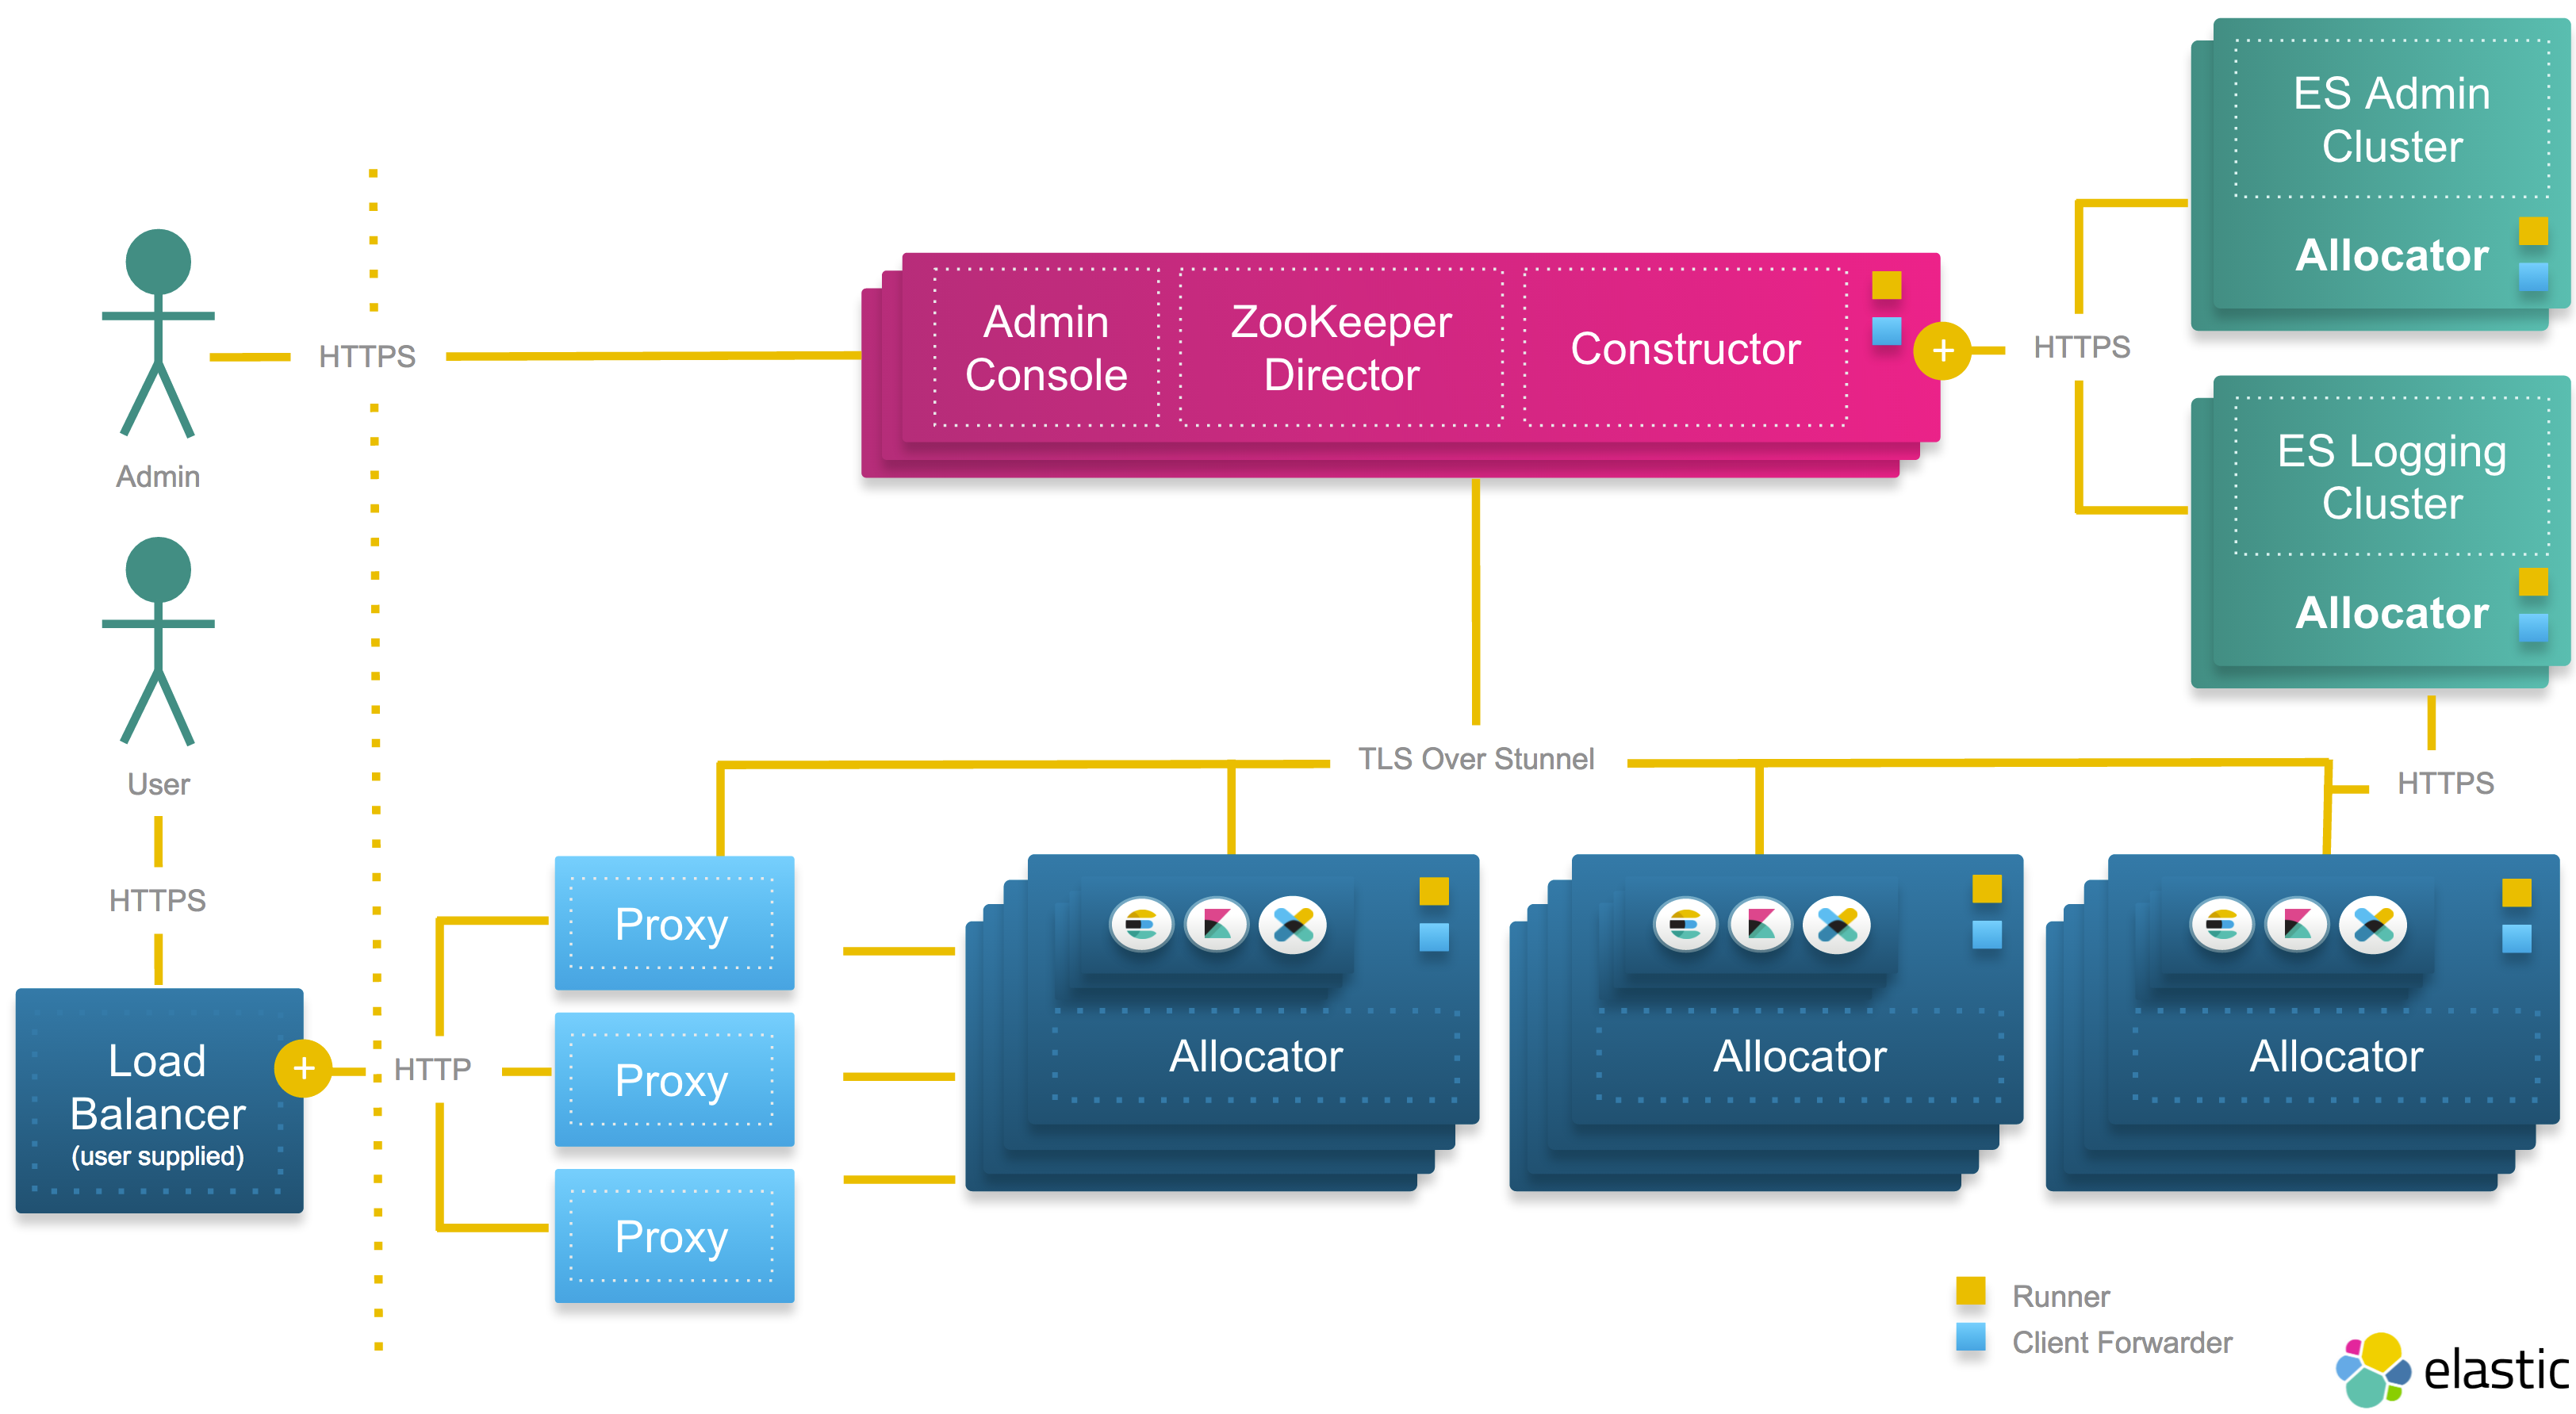 ES Admin
Cluster
Allocator
Admin
Console
ZooKeeper
Director
Constructor
+
HTTPS
HTTPS
Admin
ES Logging
Cluster
Allocator
User
TLS Over Stunnel
HTTPS
HTTPS
Proxy
Proxy
Proxy
Allocator
Allocator
Allocator
Load
Balancer
(user supplied)
+
HTTP
Runner
Client Forwarder
elastic